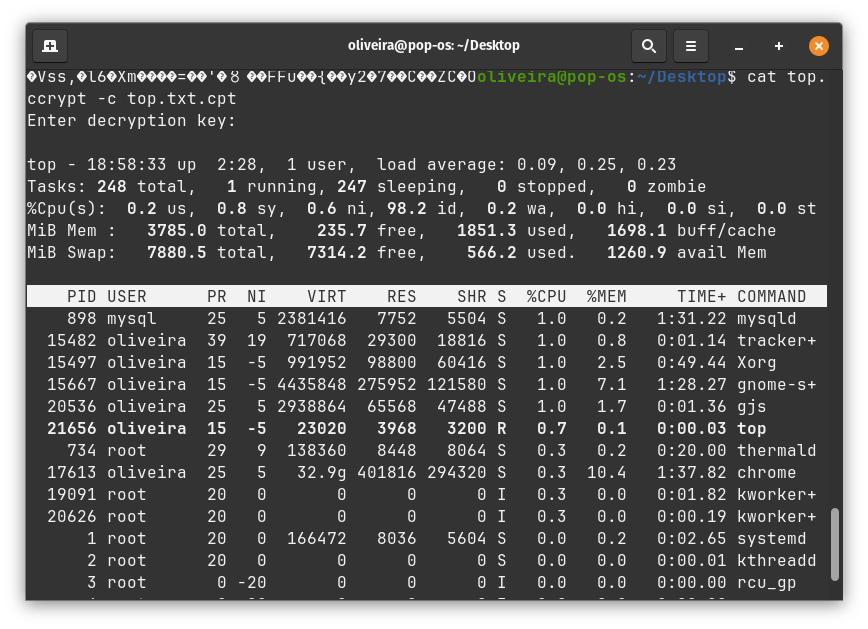 oliveira@pop-os: ~/Desktop
oliveira@pop-os:~/Desktop$ cat top.
ccrypt -c top.txt.cpt
Enter decryption key:
top - 18:58:33 up  2:28,  1 user,  load average: 0.09, 0.25, 0.23
Tasks: 248 total,   1 running, 247 sleeping,   0 stopped,   0 zombie
%Cpu(s):  0.2 us,  0.8 sy,  0.6 ni, 98.2 id,  0.2 wa,  0.0 hi,  0.0 si,  0.0 st
MiB Mem :   3785.0 total,    235.7 free,   1851.3 used,   1698.1 buff/cache
MiB Swap:   7880.5 total,   7314.2 free,    566.2 used.   1260.9 avail Mem
PID USER      PR  NI    VIRT    RES    SHR S  %CPU  %MEM     TIME+ COMMAND
898 mysql     25   5 2381416   7752   5504 S   1.0   0.2   1:31.22 mysqld
15482 oliveira  39  19  717068  29300  18816 S   1.0   0.8   0:01.14 tracker+
15497 oliveira  15  -5  991952  98800  60416 S   1.0   2.5   0:49.44 Xorg
15667 oliveira  15  -5 4435848 275952 121580 S   1.0   7.1   1:28.27 gnome-s+
20536 oliveira  25   5 2938864  65568  47488 S   1.0   1.7   0:01.36 gjs
21656 oliveira  15  -5   23020   3968   3200 R   0.7   0.1   0:00.03 top
734 root      29   9  138360   8448   8064 S   0.3   0.2   0:20.00 thermald
17613 oliveira  25   5   32.9g 401816 294320 S   0.3  10.4   1:37.82 chrome
19091 root      20   0       0      0      0 I   0.3   0.0   0:01.82 kworker+
20626 root      20   0       0      0      0 I   0.3   0.0   0:00.19 kworker+
1 root      20   0  166472   8036   5604 S   0.0   0.2   0:02.65 systemd
2 root      20   0       0      0      0 S   0.0   0.0   0:00.01 kthreadd
3 root       0 -20       0      0      0 I   0.0   0.0   0:00.00 rcu_gp